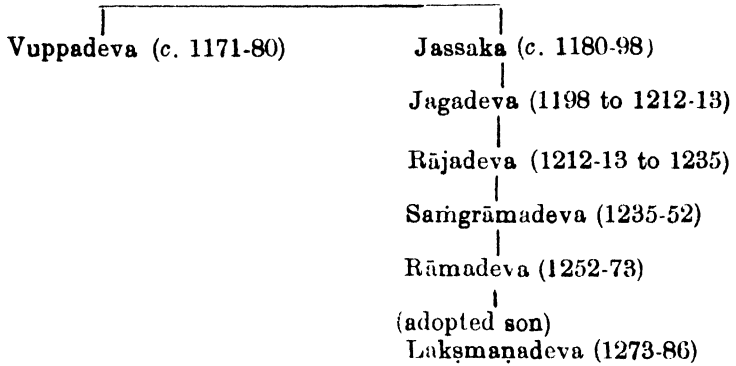 Vuppadeva (c. 1171-80) Jassaka (c. 1180-98)
Jagadeva (1198 to 1212-13)
Rājadeva (1212-13 to 1235)
Saṁgrāmadeva (1235-52)
Rāmadeva (1252-73)
(adopted son)
Lakṣmaṇadeva (1273-86)